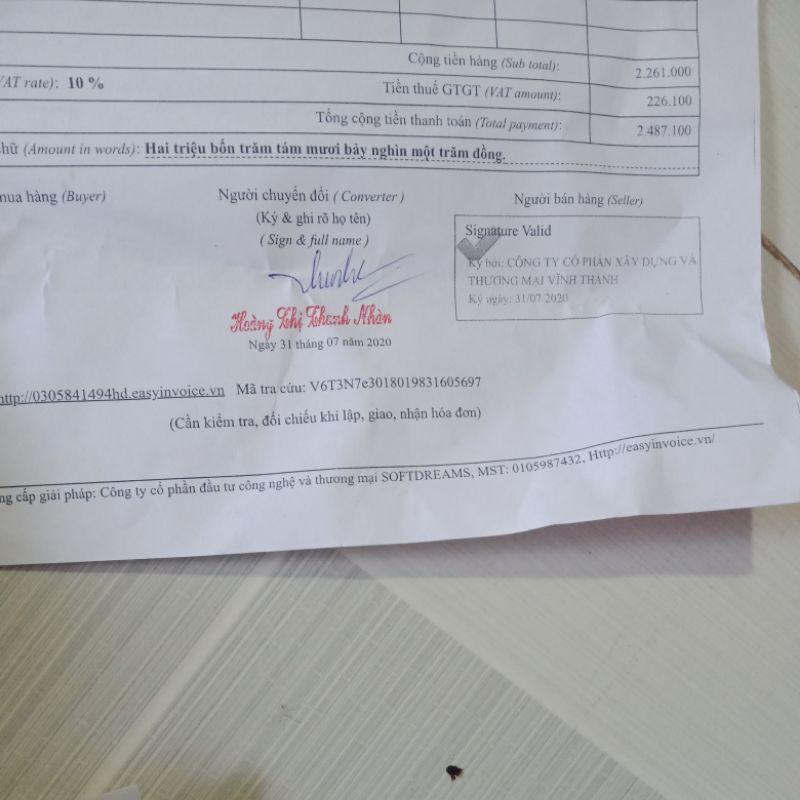 Cộng tiền hàng (Sub total): 2.261.000
VAT rate): 10 % Tiền thuế GTGT (VAT amount): 226.100
Tổng cộng tiền thanh toán (Total payment): 2.487.100
chữ (Amount in words): Hai triệu bốn trăm tám mươi bảy nghìn một trăm đồng.
mua hàng (Buyer) Người chuyển đổi ( Converter ) Người bán hàng (Seller)
(Ký & ghi rõ họ tên)
( Sign & full name )
Signature Valid
Ký bởi: CÔNG TY CỔ PHẦN XÂY DỰNG VÀ
THƯƠNG MẠI VĨNH THÀNH
Ký ngày: 31/07/2020
Hoàng Thị Thanh Nhàn
Ngày 31 tháng 07 năm 2020
http://0305841494hd.easyinvoice.vn Mã tra cứu: V6T3N7e3018019831605697
(Cần kiểm tra, đối chiếu khi lập, giao, nhận hóa đơn)
ng cấp giải pháp: Công ty cổ phần đầu tư công nghệ và thương mại SOFTDREAMS, MST: 0105987432, Http://easyinvoice.vn/